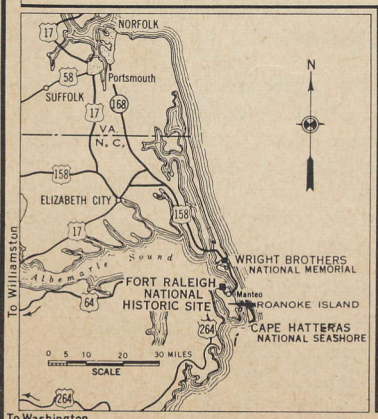 NORFOLK
17
58
Portsmouth
SUFFOLK
17
168
VA.
N. C.
N
158
ELIZABETH CITY
158
17
Albemarle Sound
WRIGHT BROTHERS
NATIONAL MEMORIAL
64
FORT RALEIGH
NATIONAL
HISTORIC SITE
Manteo
ROANOKE ISLAND
264
CAPE HATTERAS
NATIONAL SEASHORE
To Williamston
0 5 10 20 30 MILES
SCALE
264
To Washington